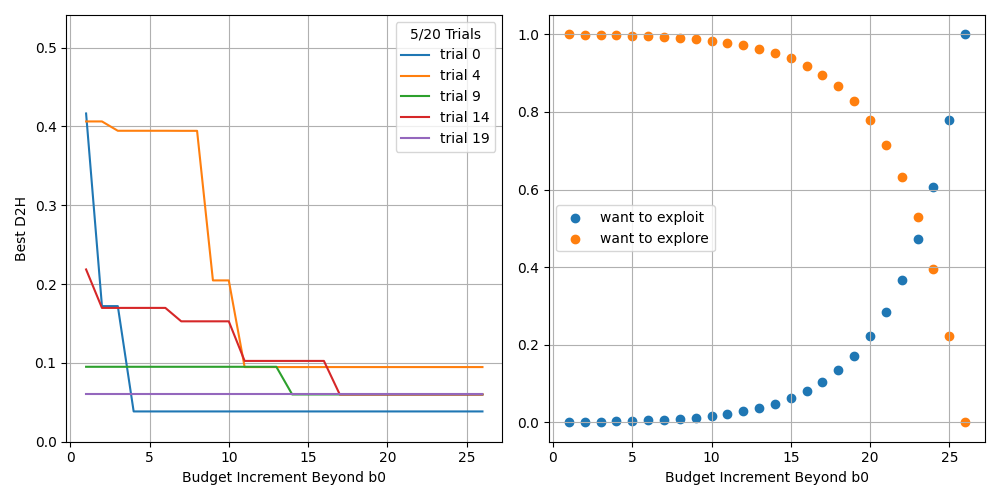 Best D2H
0.5
0.4
0.3
0.2
0.1
0.0
5/20 Trials
trial 0
trial 4
trial 9
trial 14
trial 19
0 5 10 15 20 25
Budget Increment Beyond b0
1.0
0.8
0.6
0.4
0.2
0.0
want to exploit
want to explore
0 5 10 15 20 25
Budget Increment Beyond b0